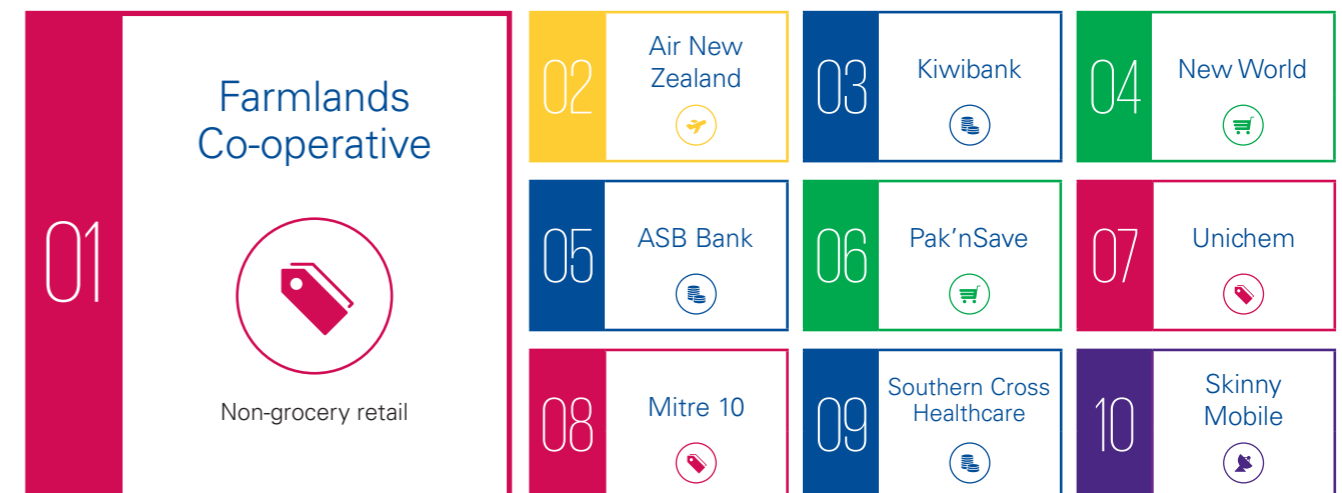 01
Farmlands
Co-operative
Non-grocery retail
02
Air New
Zealand
03
Kiwibank
04
New World
05
ASB Bank
06
Pak'nSave
07
Unichem
08
Mitre 10
09
Southern Cross
Healthcare
10
Skinny
Mobile